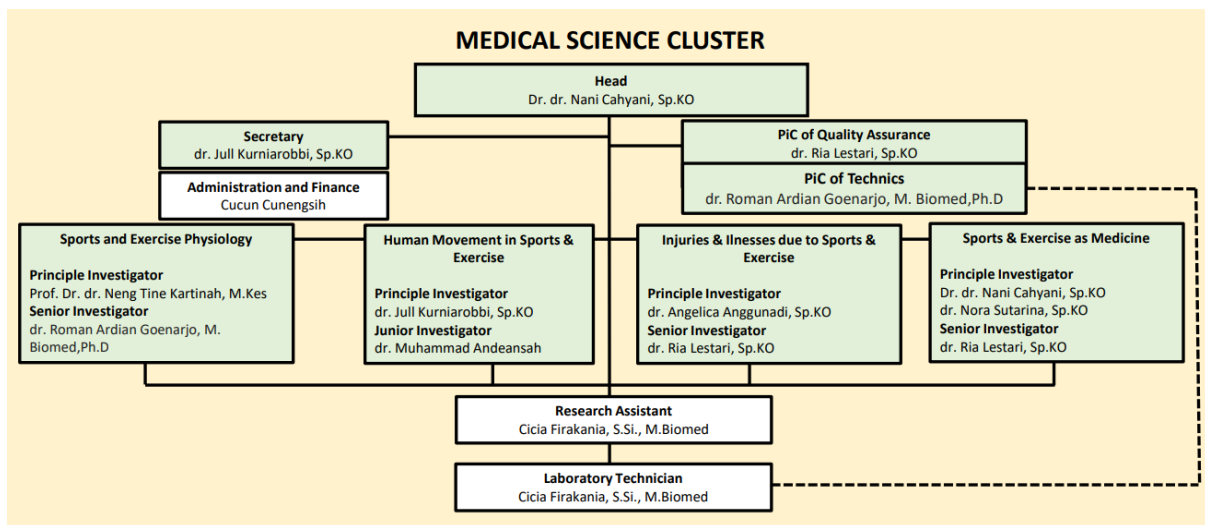 MEDICAL SCIENCE CLUSTER
Head
Dr. dr. Nani Cahyani, Sp.KO
Secretary
dr. Jull Kurniarobbi, Sp.KO
PiC of Quality Assurance
dr. Ria Lestari, Sp.KO
Administration and Finance
Cucun Cunengsih
PiC of Technics
dr. Roman Ardian Goenarjo, M. Biomed,Ph.D
Sports and Exercise Physiology
Principle Investigator
Prof. Dr. dr. Neng Tine Kartinah, M.Kes
Senior Investigator
dr. Roman Ardian Goenarjo, M.
Biomed,Ph.D
Human Movement in Sports &
Exercise
Principle Investigator
dr. Jull Kurniarobbi, Sp.KO
Junior Investigator
dr. Muhammad Andeansah
Injuries & Ilnesses due to Sports &
Exercise
Principle Investigator
dr. Angelica Anggunadi, Sp.KO
Senior Investigator
dr. Ria Lestari, Sp.KO
Sports & Exercise as Medicine
Principle Investigator
Dr. dr. Nani Cahyani, Sp.KO
dr. Nora Sutarina, Sp.KO
Senior Investigator
dr. Ria Lestari, Sp.KO
Research Assistant
Cicia Firakania, S.Si., M.Biomed
Laboratory Technician
Cicia Firakania, S.Si., M.Biomed